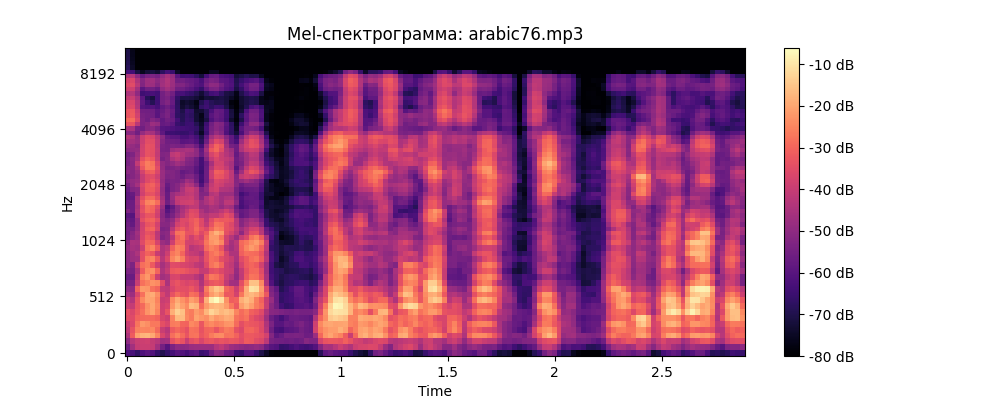 Mel-спектрограмма: arabic76.mp3
8192
4096
2048
1024
512
0
Hz
0 0.5 1 1.5 2 2.5
Time
-10 dB
-20 dB
-30 dB
-40 dB
-50 dB
-60 dB
-70 dB
-80 dB